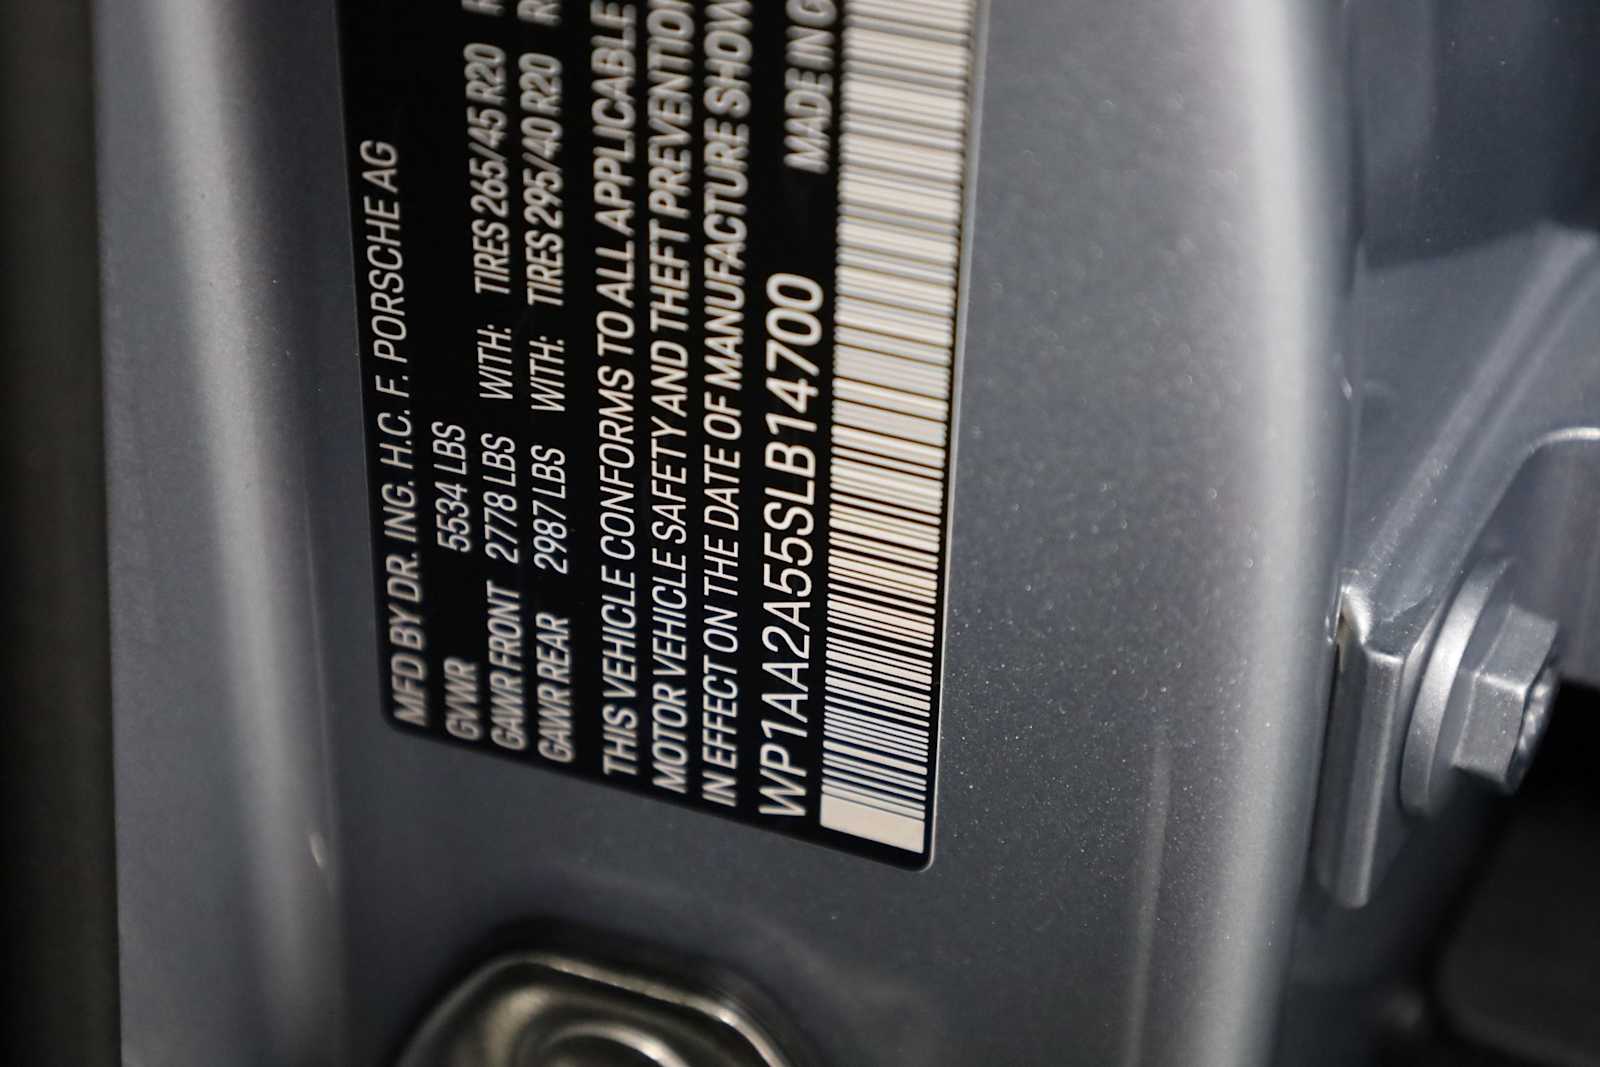 MFD BY DR. ING. H.C. F. PORSCHE AG
GVWR 5534 LBS
GAWR FRONT 2778 LBS WITH: TIRES 265/45 R20
GAWR REAR 2987 LBS WITH: TIRES 295/40 R20
THIS VEHICLE CONFORMS TO ALL APPLICABLE
MOTOR VEHICLE SAFETY AND THEFT PREVENTION
IN EFFECT ON THE DATE OF MANUFACTURE SHOWN
WP1AA2A55SLB14700 MADE IN G